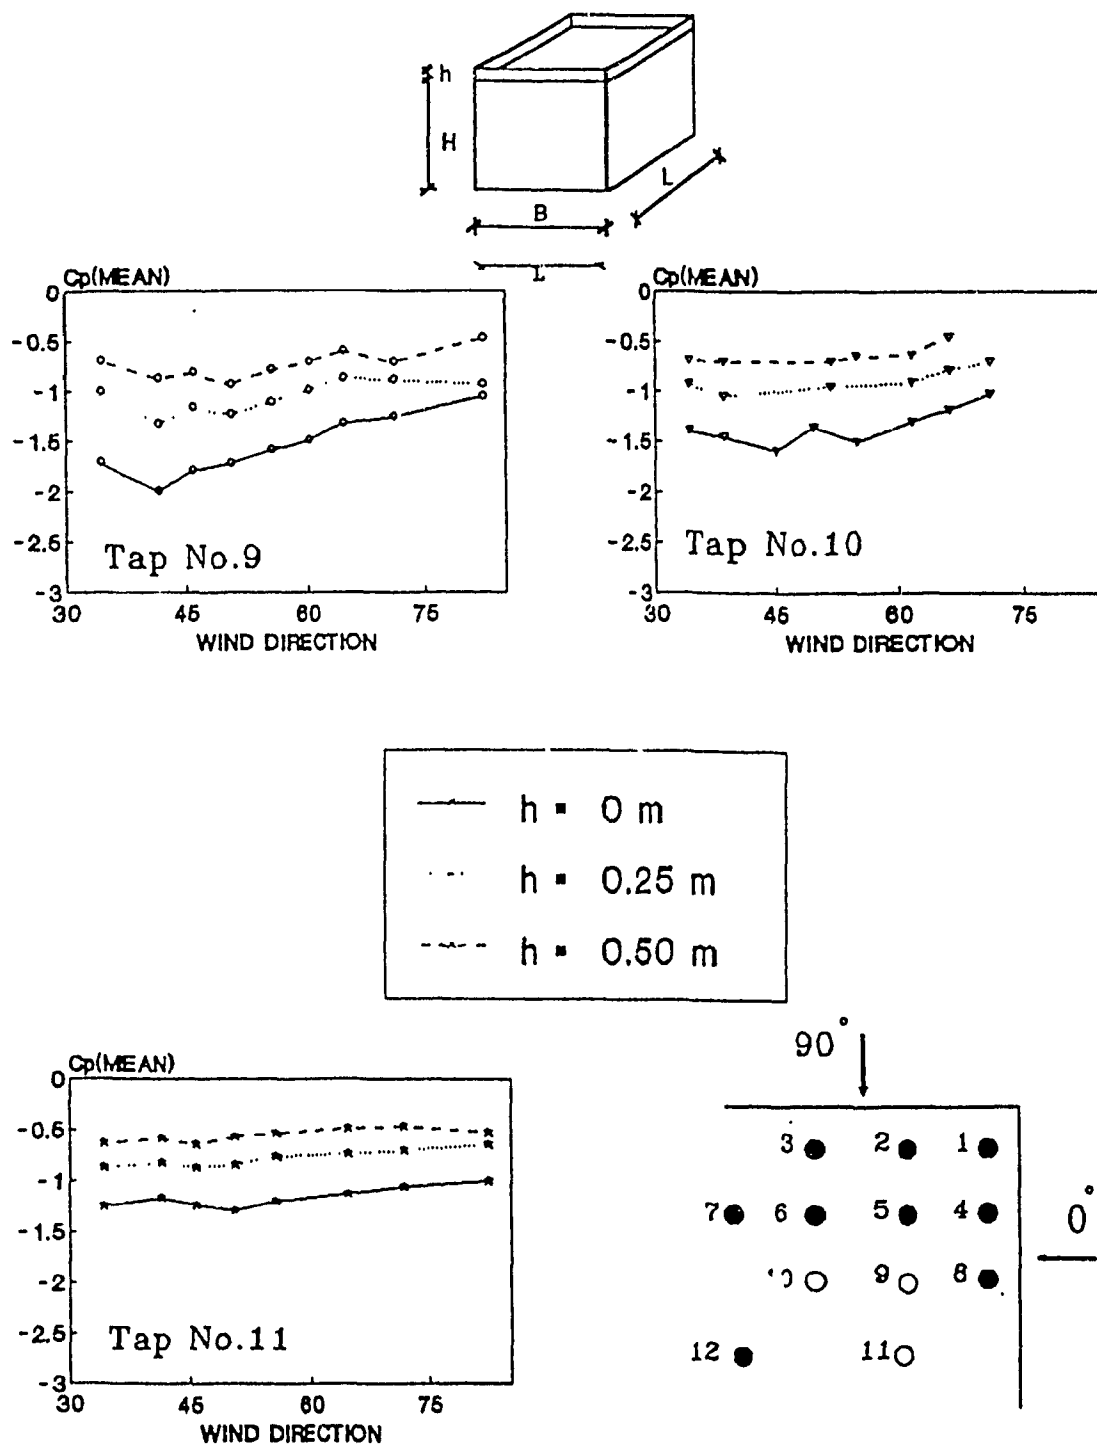 h
H
L
B
L
Cp(MEAN)
0
-0.5
-1
-1.5
-2
-2.5
-3
Tap No.9
30 45 60 75
WIND DIRECTION
Cp(MEAN)
0
-0.5
-1
-1.5
-2
-2.5
-3
Tap No.10
30 45 60 75
WIND DIRECTION
h = 0 m
h = 0.25 m
h = 0.50 m
Cp(MEAN)
0
-0.5
-1
-1.5
-2
-2.5
-3
Tap No.11
30 45 60 75
WIND DIRECTION
90°
3 2 1
7 6 5 4
0°
9 8
12 11